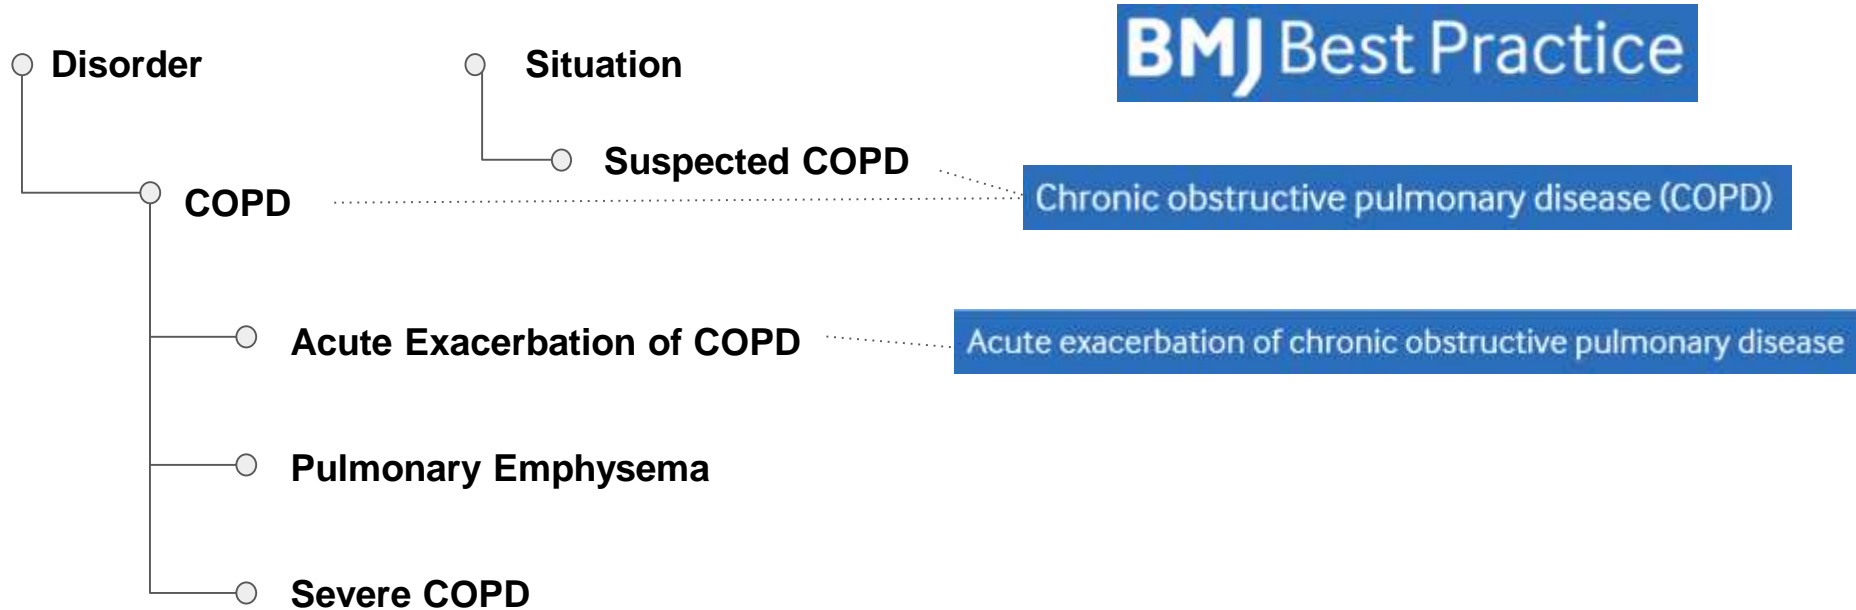 Disorder
Situation
BMJ Best Practice
Suspected COPD
COPD
Chronic obstructive pulmonary disease (COPD)
Acute Exacerbation of COPD
Acute exacerbation of chronic obstructive pulmonary disease
Pulmonary Emphysema
Severe COPD